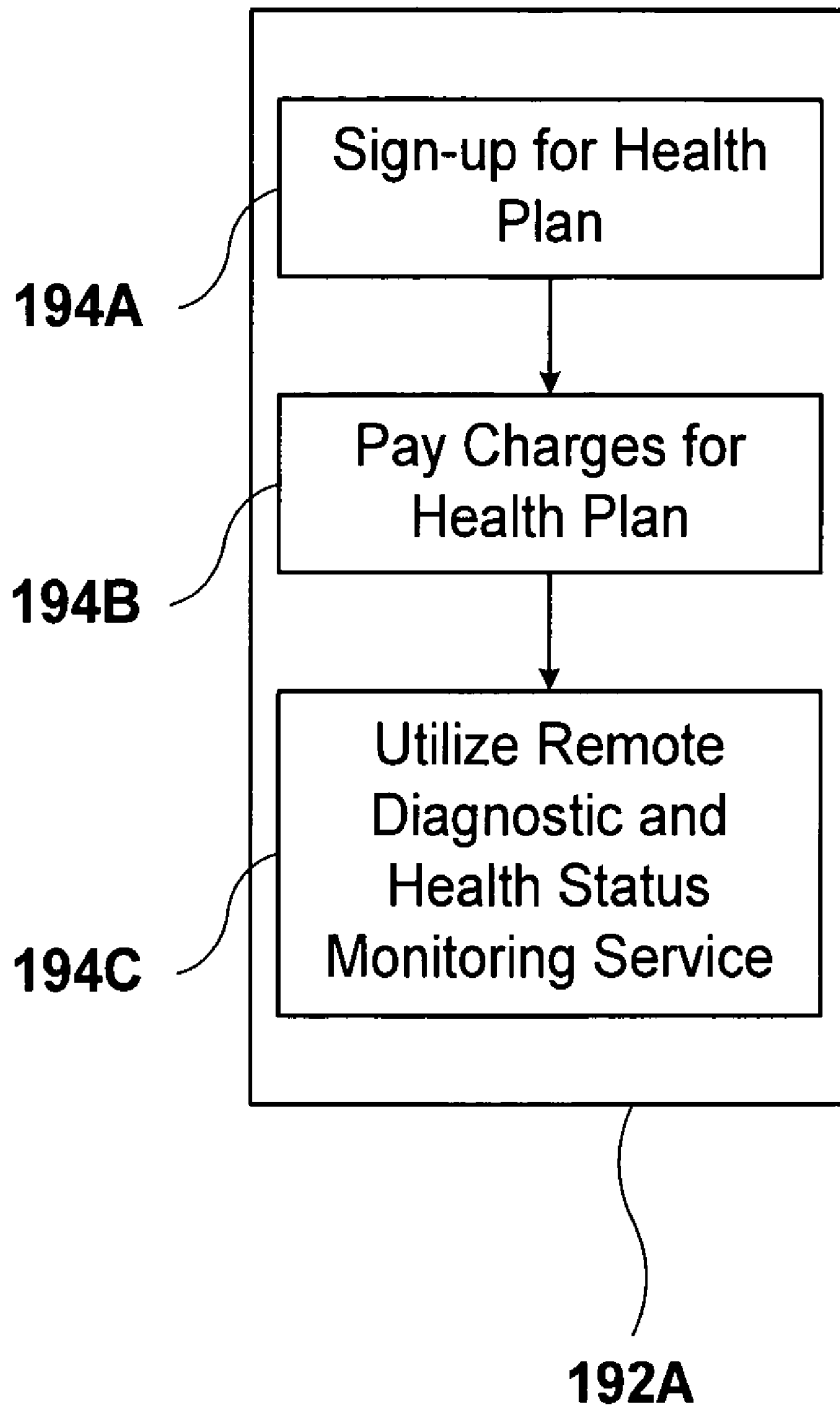 Sign-up for Health
Plan
194A
Pay Charges for
Health Plan
194B
Utilize Remote
Diagnostic and
Health Status
Monitoring Service
194C
192A